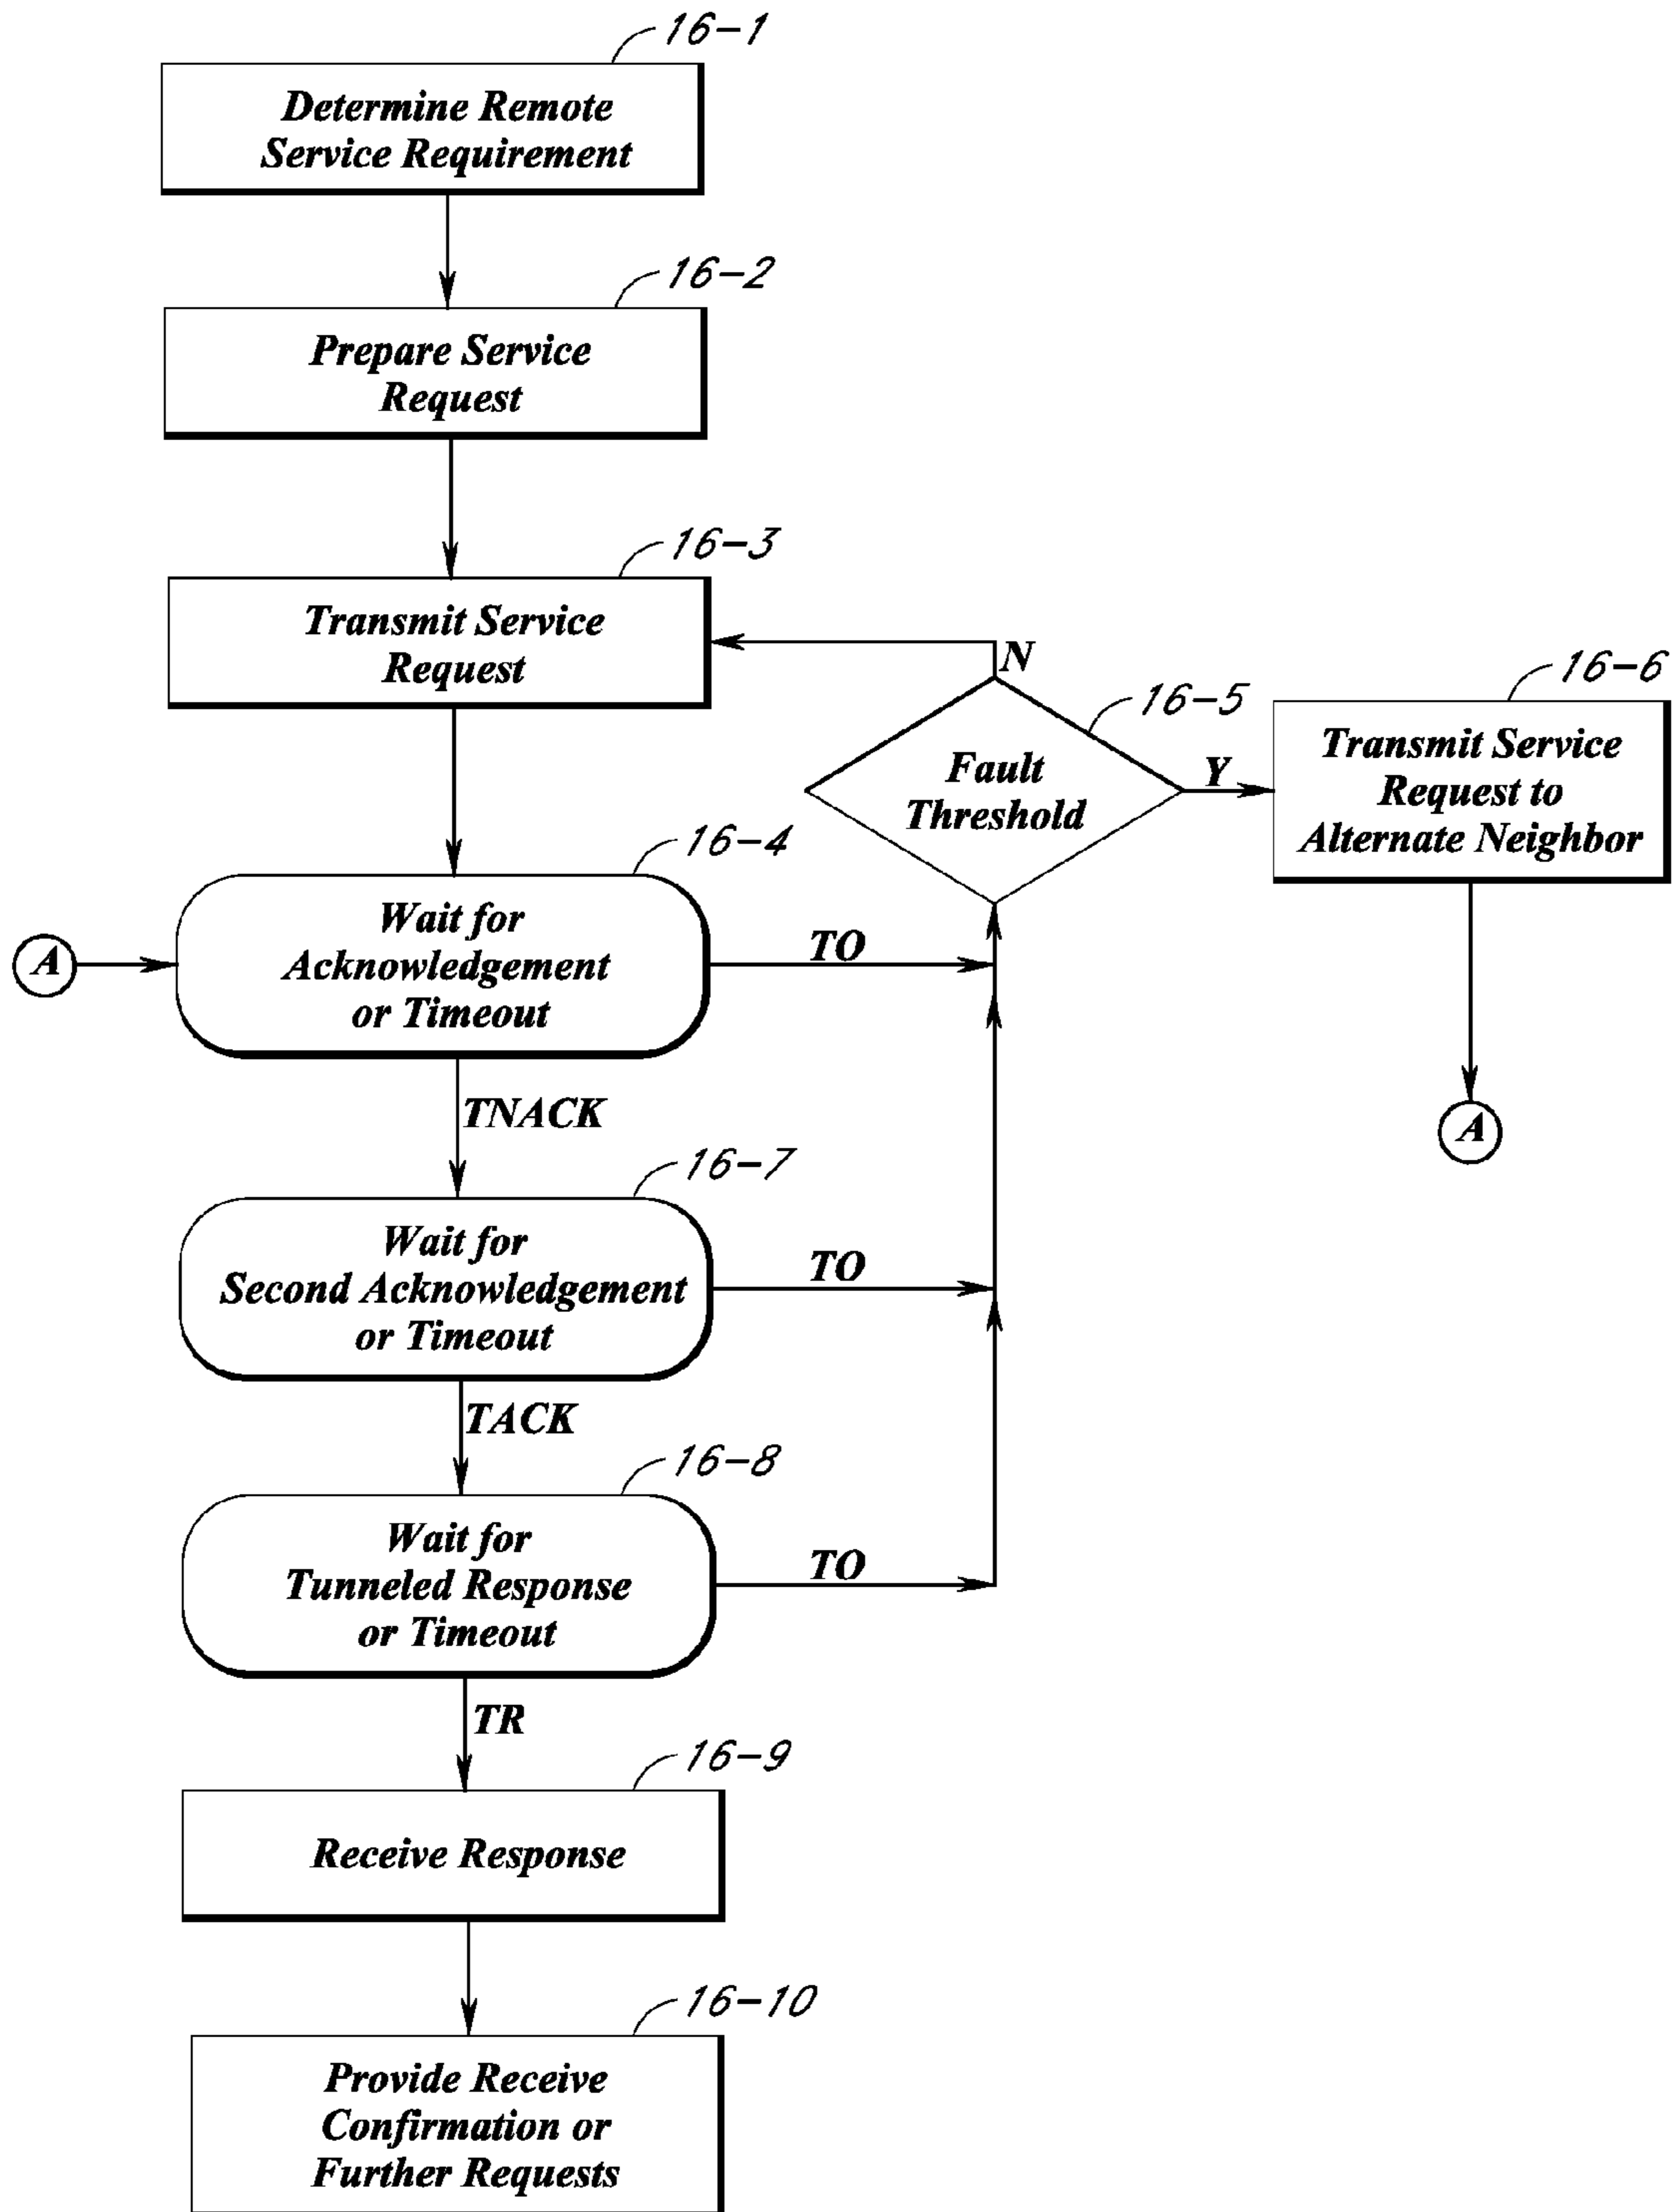 16-1
Determine Remote
Service Requirement
16-2
Prepare Service
Request
16-3
Transmit Service
Request
N
16-5
Fault
Threshold
Y
16-6
Transmit Service
Request to
Alternate Neighbor
A
16-4
A
Wait for
Acknowledgement
or Timeout
TO
TNACK
16-7
Wait for
Second Acknowledgement
or Timeout
TO
TACK
16-8
Wait for
Tunneled Response
or Timeout
TO
TR
16-9
Receive Response
16-10
Provide Receive
Confirmation or
Further Requests